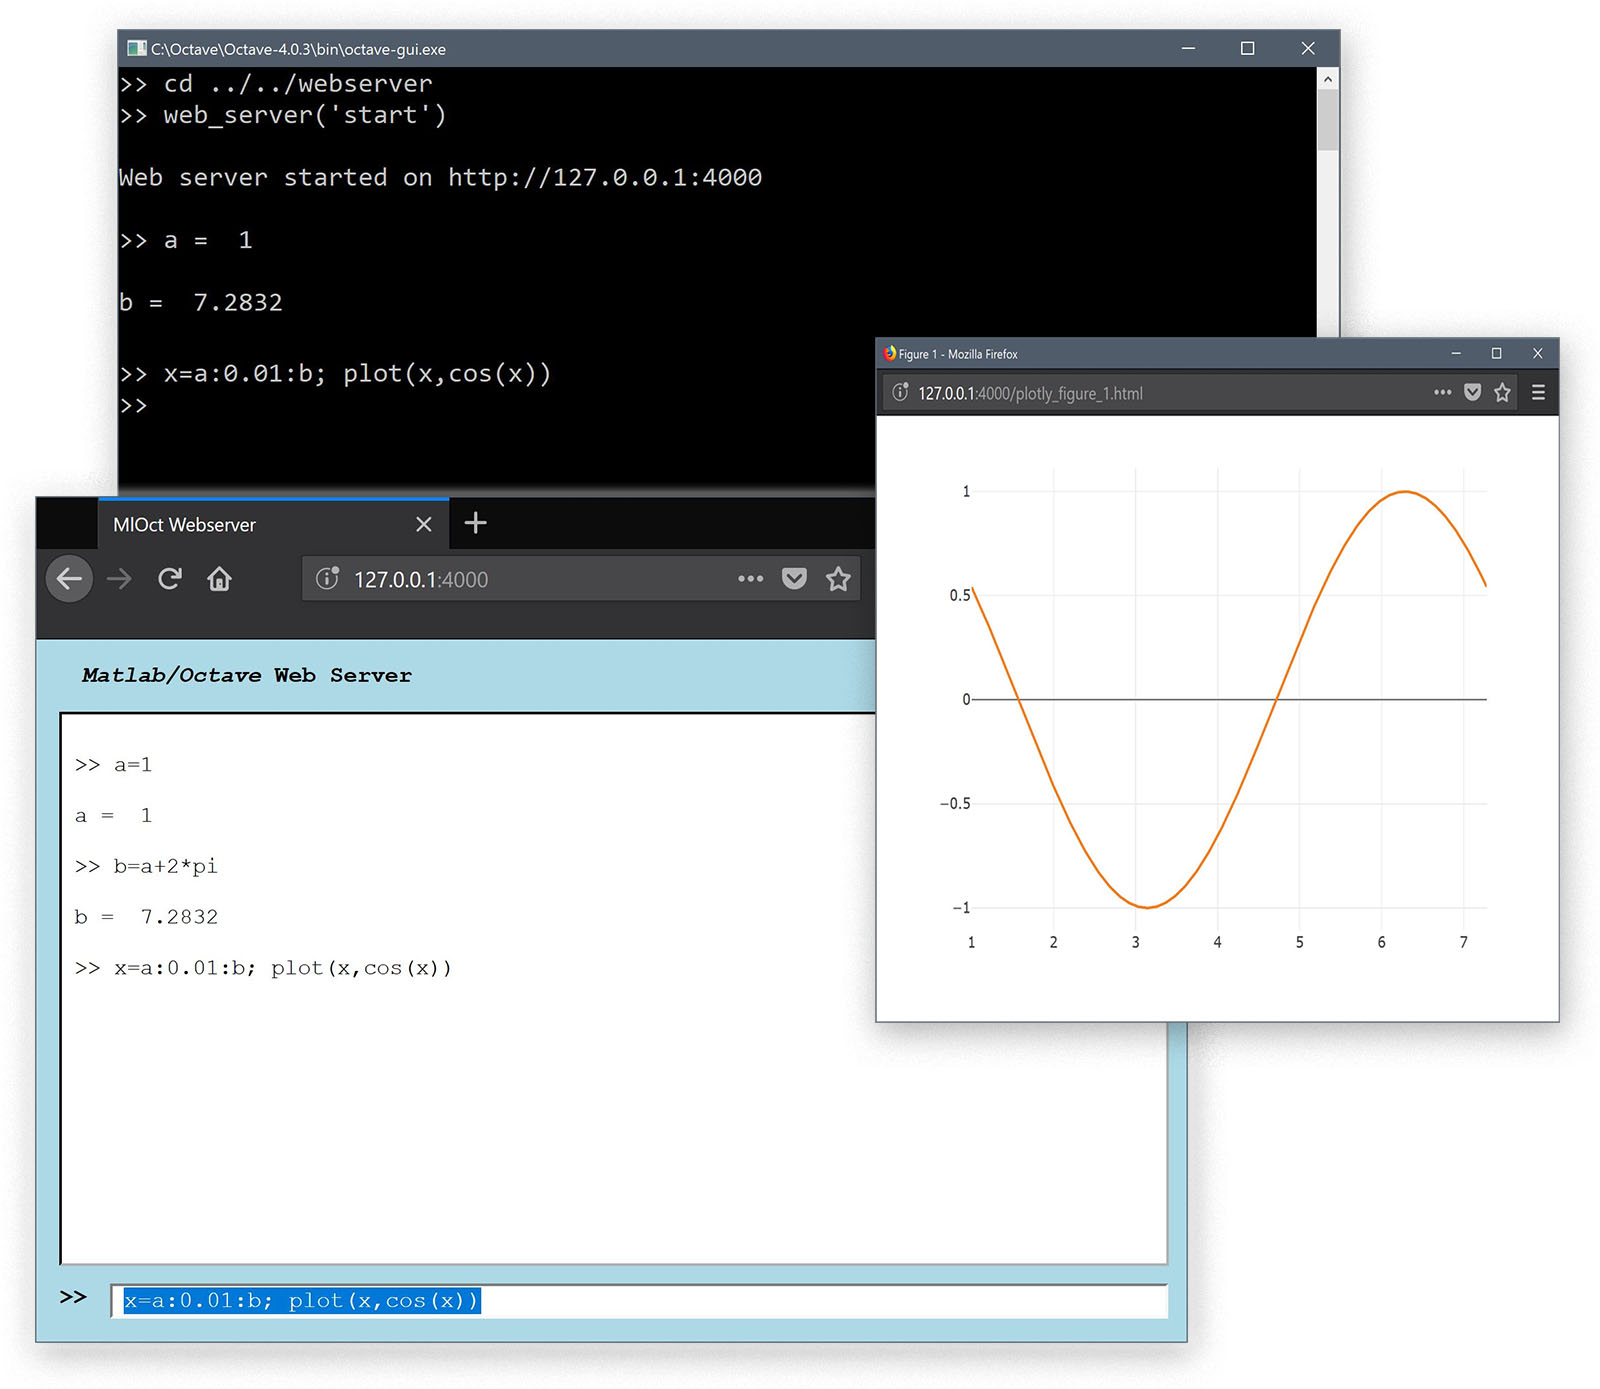 C:\Octave\Octave-4.0.3\bin\octave-gui.exe
>> cd ../../webserver
>> web_server('start')
Web server started on http://127.0.0.1:4000
>> a =  1
b =  7.2832
>> x=a:0.01:b; plot(x,cos(x))
>>
Figure 1 - Mozilla Firefox
127.0.0.1:4000/plotly_figure_1.html
1
0.5
0
−0.5
−1
1 2 3 4 5 6 7
MlOct Webserver
127.0.0.1:4000
Matlab/Octave Web Server
>> a=1
a =  1
>> b=a+2*pi
b =  7.2832
>> x=a:0.01:b; plot(x,cos(x))
>> x=a:0.01:b; plot(x,cos(x))